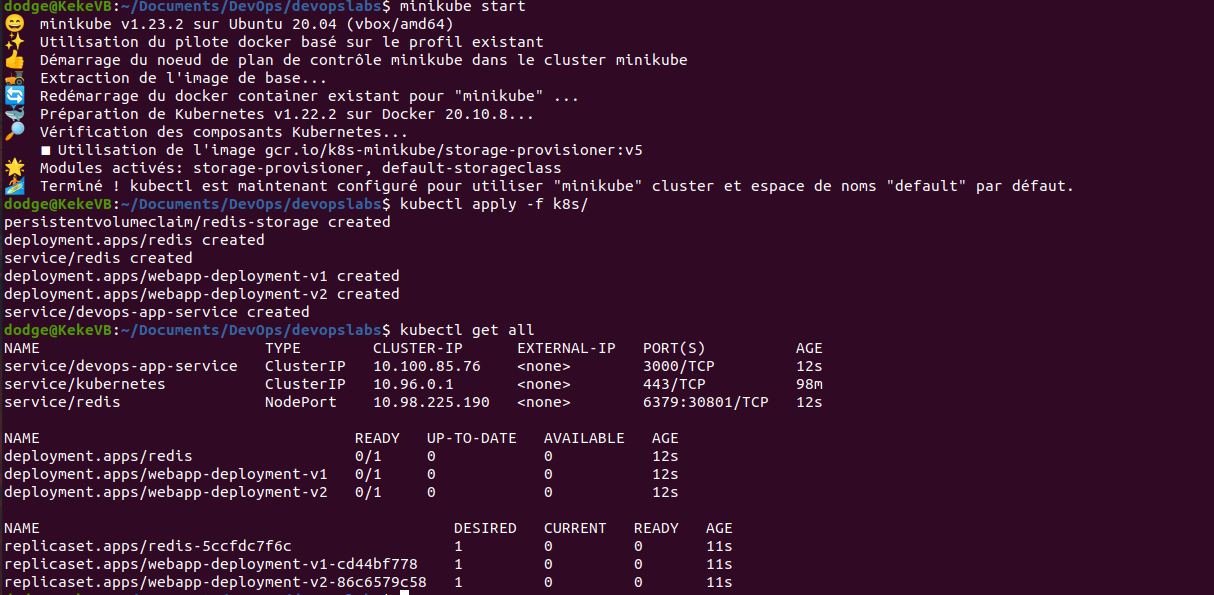 dodge@KekeVB:~/Documents/DevOps/devopslabs$ minikube start
😄  minikube v1.23.2 sur Ubuntu 20.04 (vbox/amd64)
✨  Utilisation du pilote docker basé sur le profil existant
👍  Démarrage du noeud de plan de contrôle minikube dans le cluster minikube
🚜  Extraction de l'image de base...
🔄  Redémarrage du docker container existant pour "minikube" ...
🐳  Préparation de Kubernetes v1.22.2 sur Docker 20.10.8...
🔎  Vérification des composants Kubernetes...
    ■ Utilisation de l'image gcr.io/k8s-minikube/storage-provisioner:v5
🌟  Modules activés: storage-provisioner, default-storageclass
🏄  Terminé ! kubectl est maintenant configuré pour utiliser "minikube" cluster et espace de noms "default" par défaut.
dodge@KekeVB:~/Documents/DevOps/devopslabs$ kubectl apply -f k8s/
persistentvolumeclaim/redis-storage created
deployment.apps/redis created
service/redis created
deployment.apps/webapp-deployment-v1 created
deployment.apps/webapp-deployment-v2 created
service/devops-app-service created
dodge@KekeVB:~/Documents/DevOps/devopslabs$ kubectl get all
NAME                         TYPE        CLUSTER-IP      EXTERNAL-IP   PORT(S)          AGE
service/devops-app-service   ClusterIP   10.100.85.76    <none>        3000/TCP         12s
service/kubernetes           ClusterIP   10.96.0.1       <none>        443/TCP          98m
service/redis                NodePort    10.98.225.190   <none>        6379:30801/TCP   12s
NAME                                   READY   UP-TO-DATE   AVAILABLE   AGE
deployment.apps/redis                  0/1     0            0           12s
deployment.apps/webapp-deployment-v1   0/1     0            0           12s
deployment.apps/webapp-deployment-v2   0/1     0            0           12s
NAME                                              DESIRED   CURRENT   READY   AGE
replicaset.apps/redis-5ccfdc7f6c                  1         0         0       11s
replicaset.apps/webapp-deployment-v1-cd44bf778    1         0         0       11s
replicaset.apps/webapp-deployment-v2-86c6579c58   1         0         0       11s
dodge@KekeVB:~/Documents/DevOps/devopslabs$